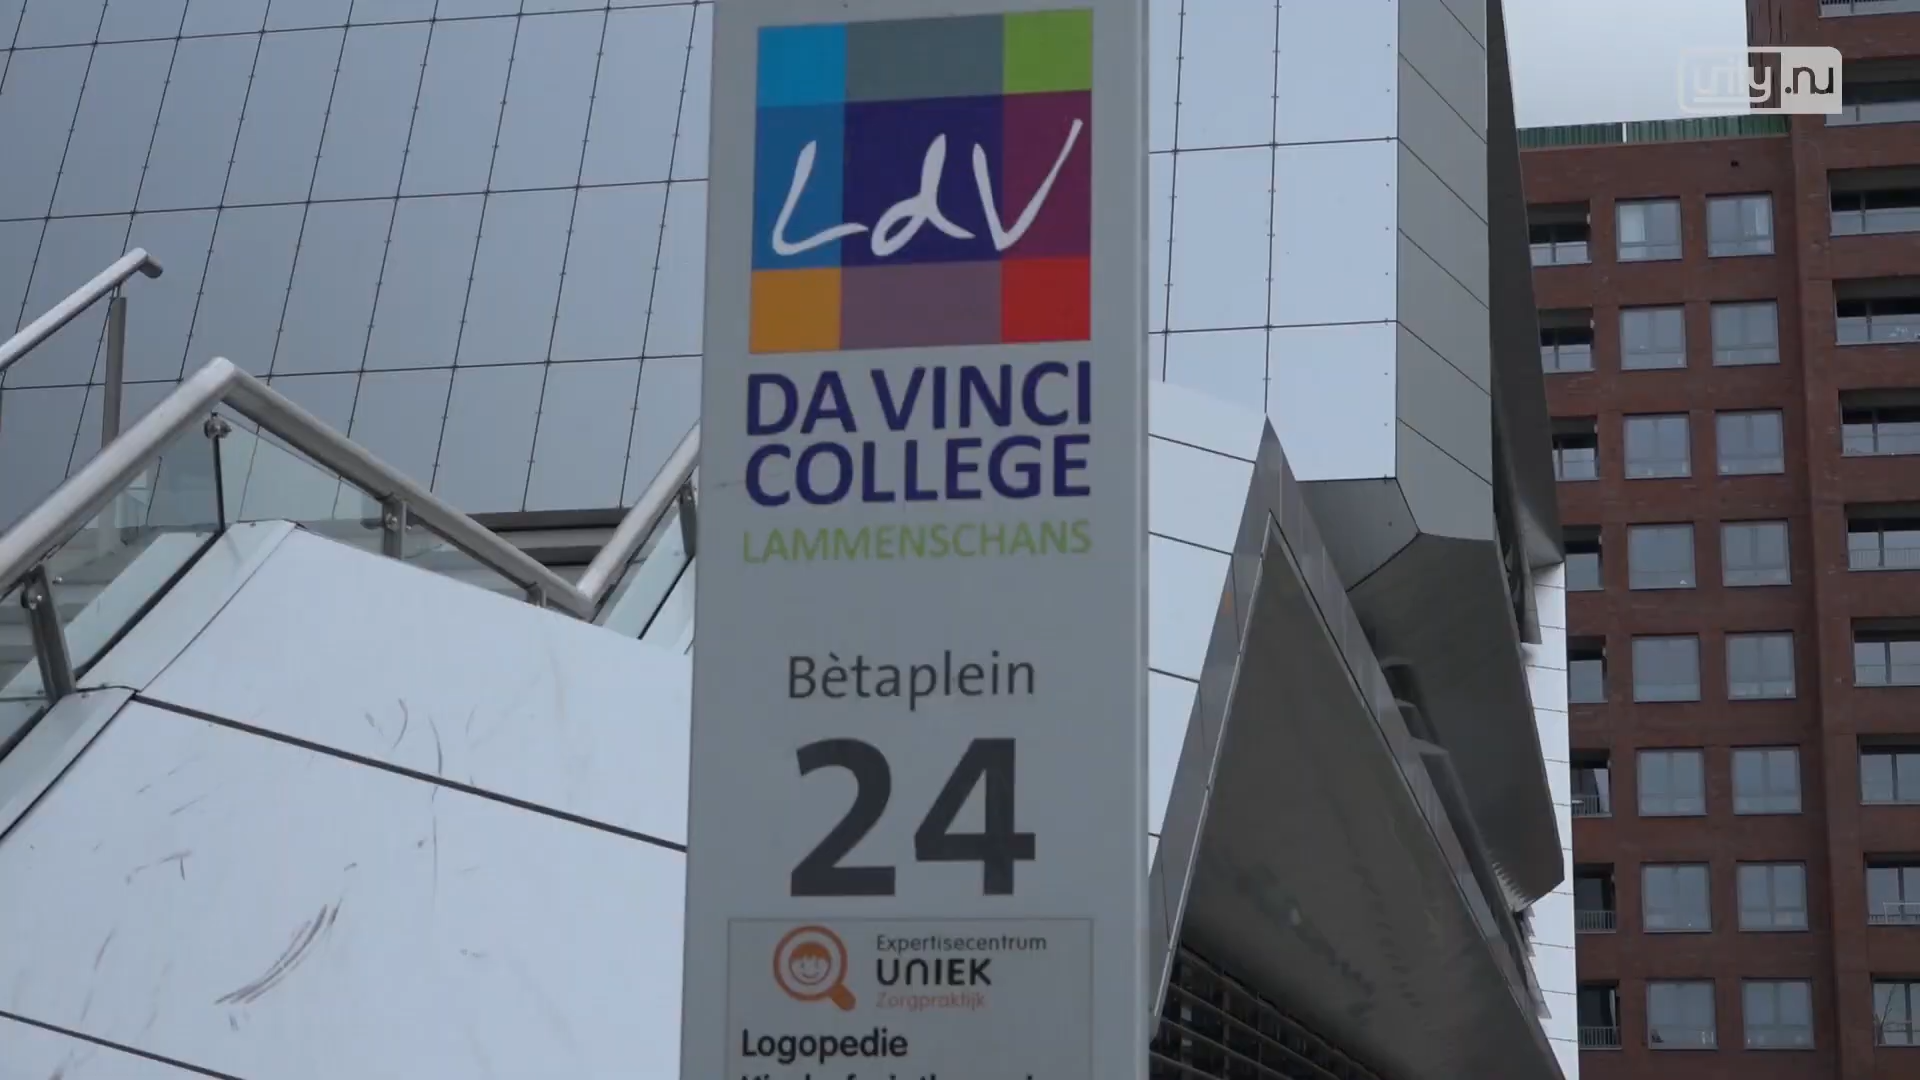 unity.nu
LdV
DA VINCI
COLLEGE
LAMMENSCHANS
Bètaplein
24
Expertisecentrum
UNIEK
Zorgpraktijk
Logopedie